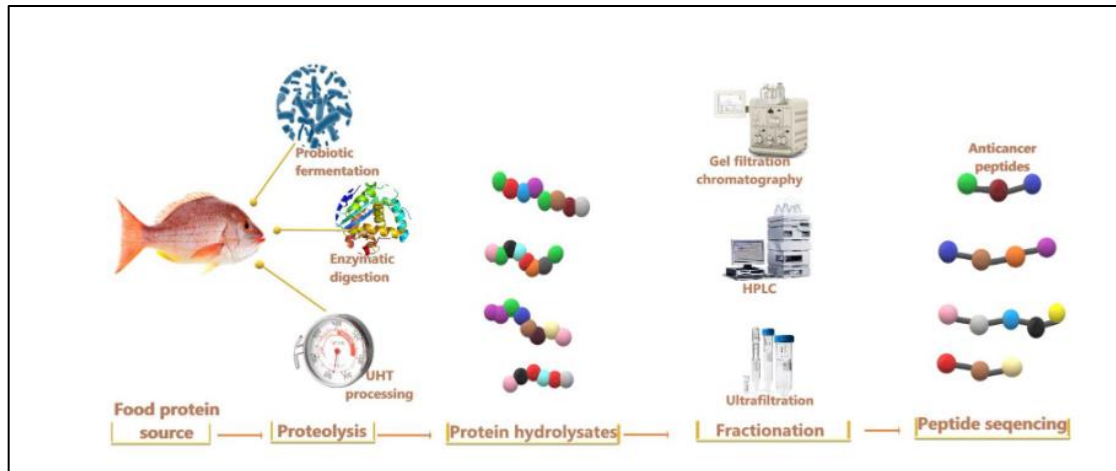 Probiotic
fermentation
Enzyinatic
digestion
UHT
processing
Gel filtration
chromatography
HPLC
Ultrafiltration
Anticancer
peptides
Food protein
source
Proteolysis
Protein hydrolysates
Fractionation
Peptide seqencing